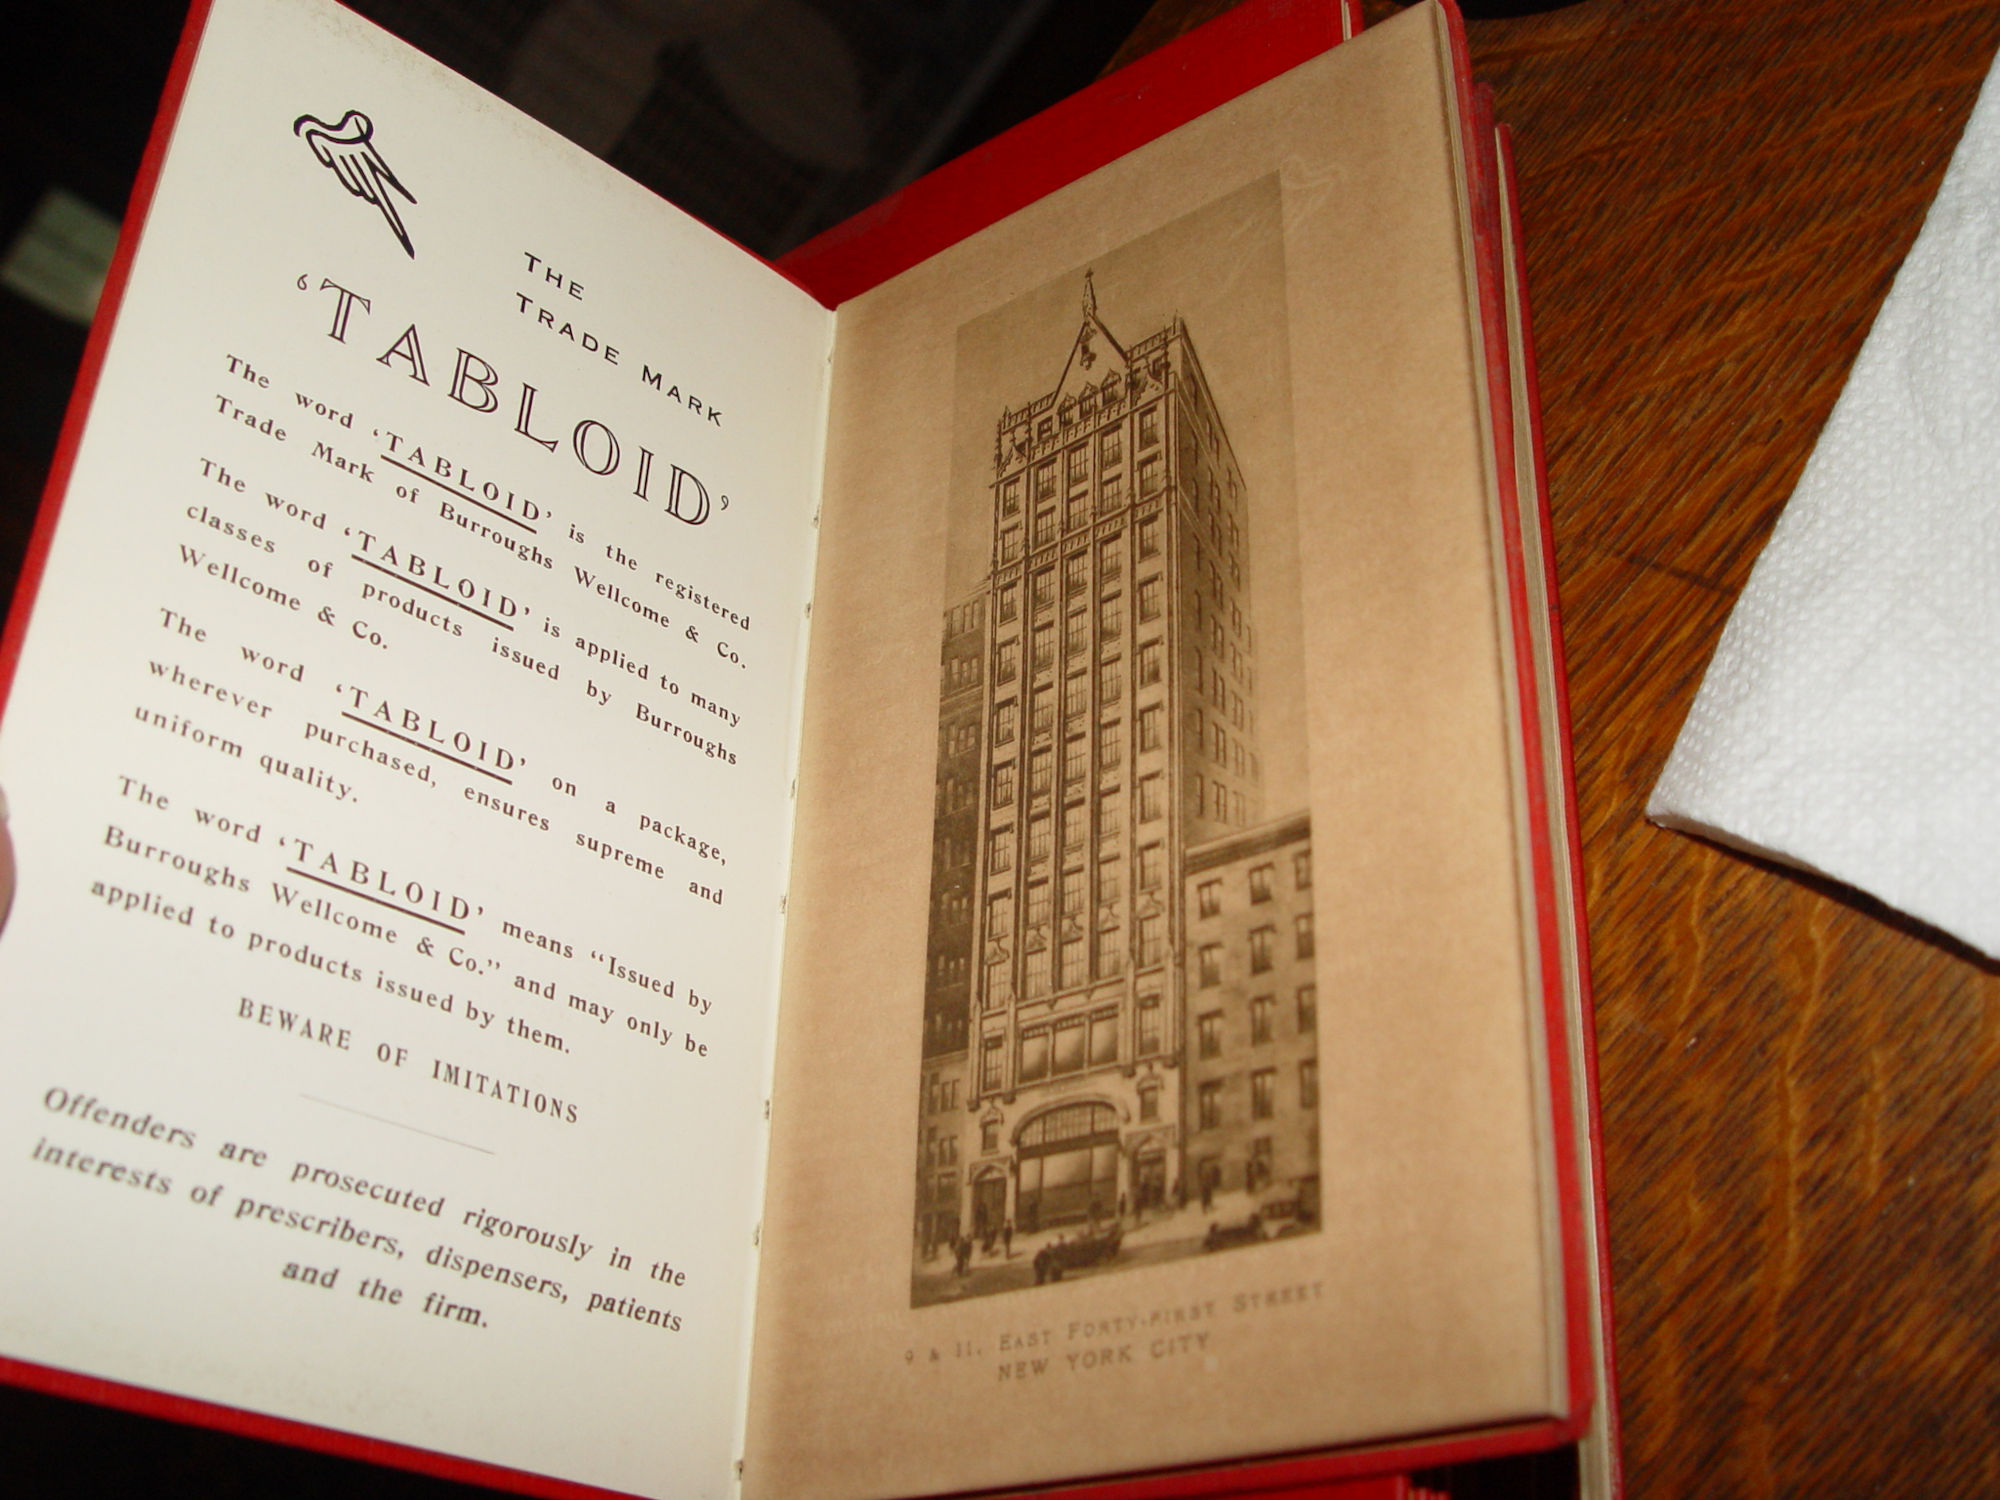 THE
TRADE MARK
‘TABLOID’
The word ‘TABLOID’ is the registered
Trade Mark of Burroughs Wellcome & Co.
The word ‘TABLOID’ is applied to many
classes of products issued by Burroughs
Wellcome & Co.
The word ‘TABLOID’ on a package,
wherever purchased, ensures supreme and
uniform quality.
The word ‘TABLOID’ means “Issued by
Burroughs Wellcome & Co.” and may only be
applied to products issued by them.
BEWARE OF IMITATIONS
Offenders are prosecuted rigorously in the
interests of prescribers, dispensers, patients
and the firm.
9 & 11, EAST FORTY-FIRST STREET
NEW YORK CITY